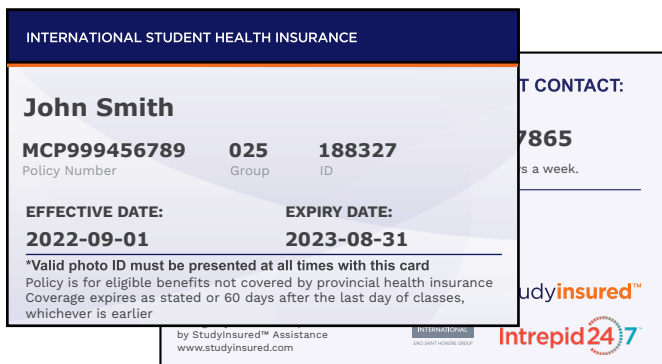 INTERNATIONAL STUDENT HEALTH INSURANCE
John Smith
MCP999456789 025 188327
Policy Number Group ID
EFFECTIVE DATE: EXPIRY DATE:
2022-09-01 2023-08-31
*Valid photo ID must be presented at all times with this card
Policy is for eligible benefits not covered by provincial health insurance
Coverage expires as stated or 60 days after the last day of classes,
whichever is earlier
T CONTACT:
7865
s a week.
udyinsured™
by StudyInsured™ Assistance
www.studyinsured.com
INTERNATIONAL
Intrepid 24/7